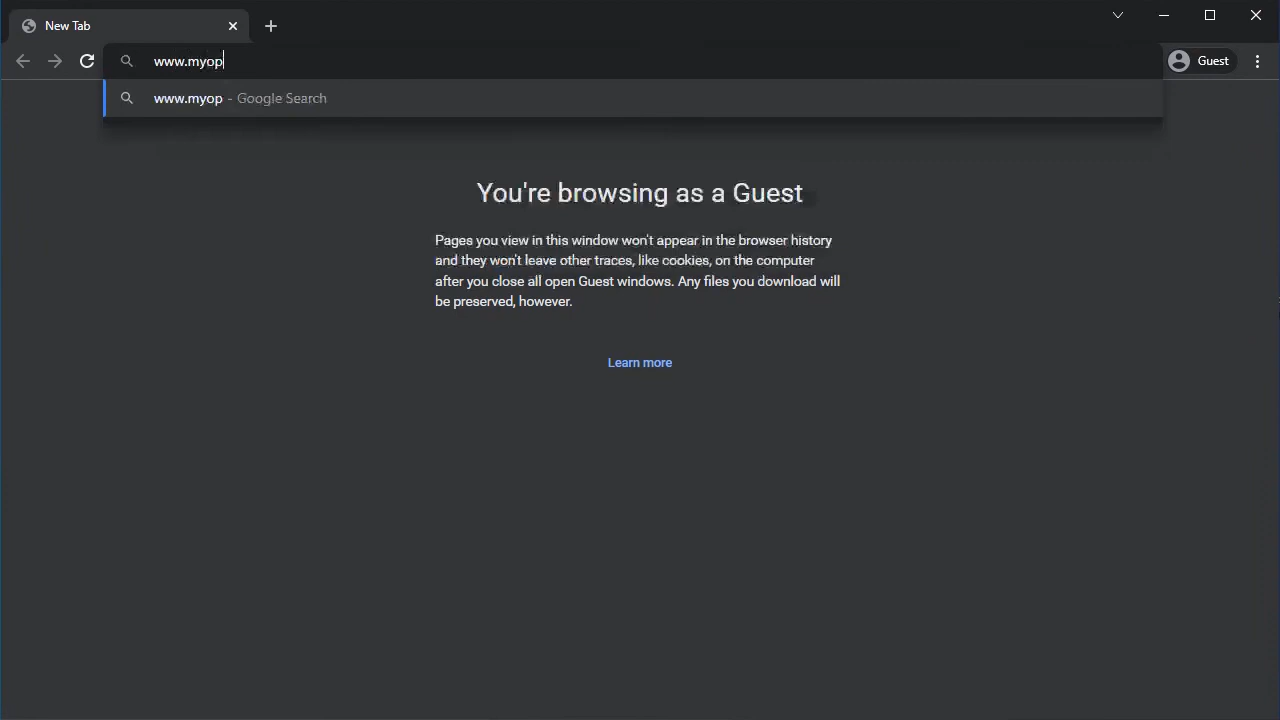 New Tab
www.myop
Guest
www.myop - Google Search
You're browsing as a Guest
Pages you view in this window won't appear in the browser history
and they won't leave other traces, like cookies, on the computer
after you close all open Guest windows. Any files you download will
be preserved, however.
Learn more